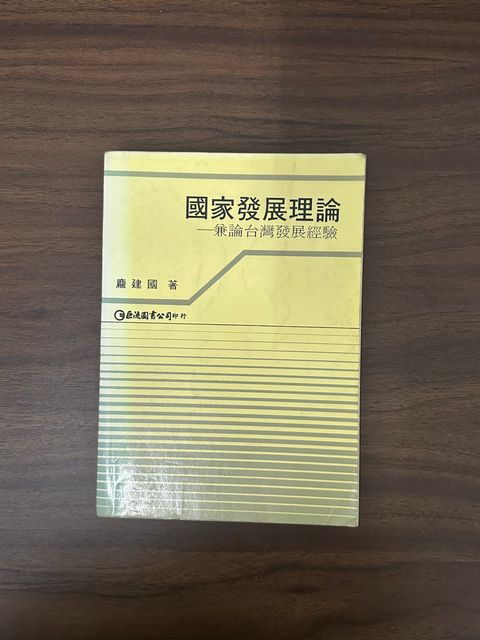 國家發展理論
—兼論台灣發展經驗
龐建國 著
巨流圖書公司印行